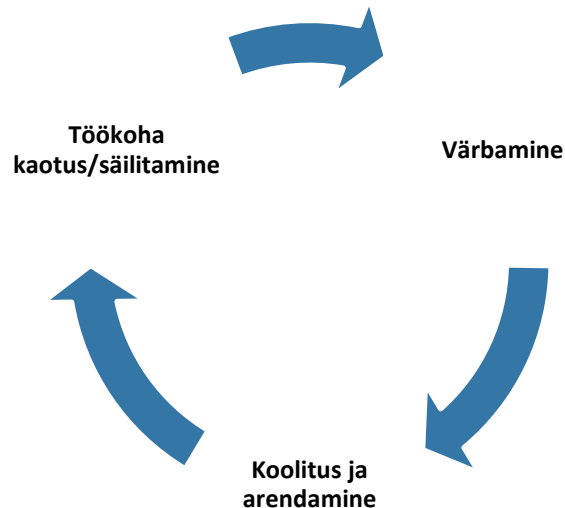 Töökoha
kaotus/säilitamine
Värbamine
Koolitus ja
arendamine